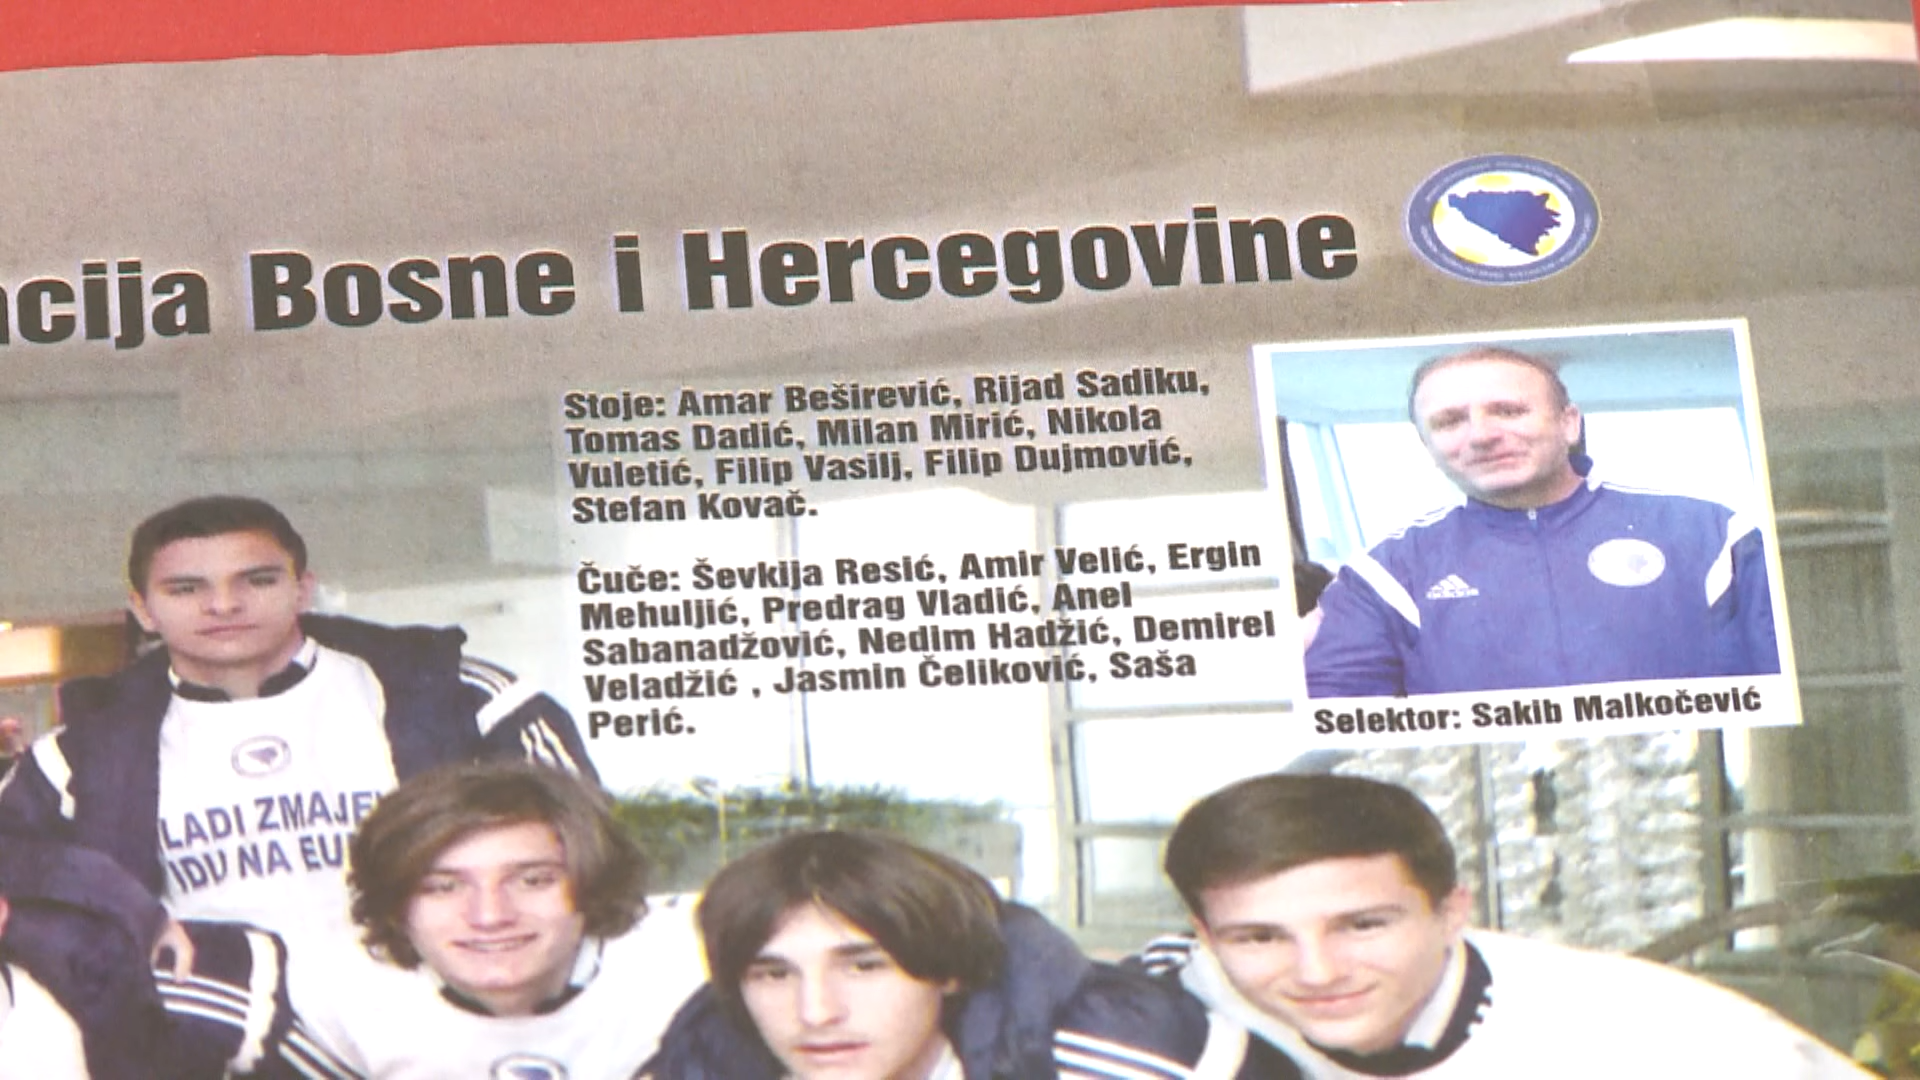 cija Bosne i Hercegovine
Stoje: Amar Beširević, Rijad Sadiku,
Tomas Dadić, Milan Mirić, Nikola
Vuletić, Filip Vasilj, Filip Dujmović,
Stefan Kovač.
Čuče: Ševkija Resić, Amir Velić, Ergin
Mehuljić, Predrag Vladić, Anel
Sabanadžović, Nedim Hadžić, Demirel
Veladžić , Jasmin Čeliković, Saša
Perić.
adidas
Selektor: Sakib Malkočević
LADI ZMAJE
IDU NA EU